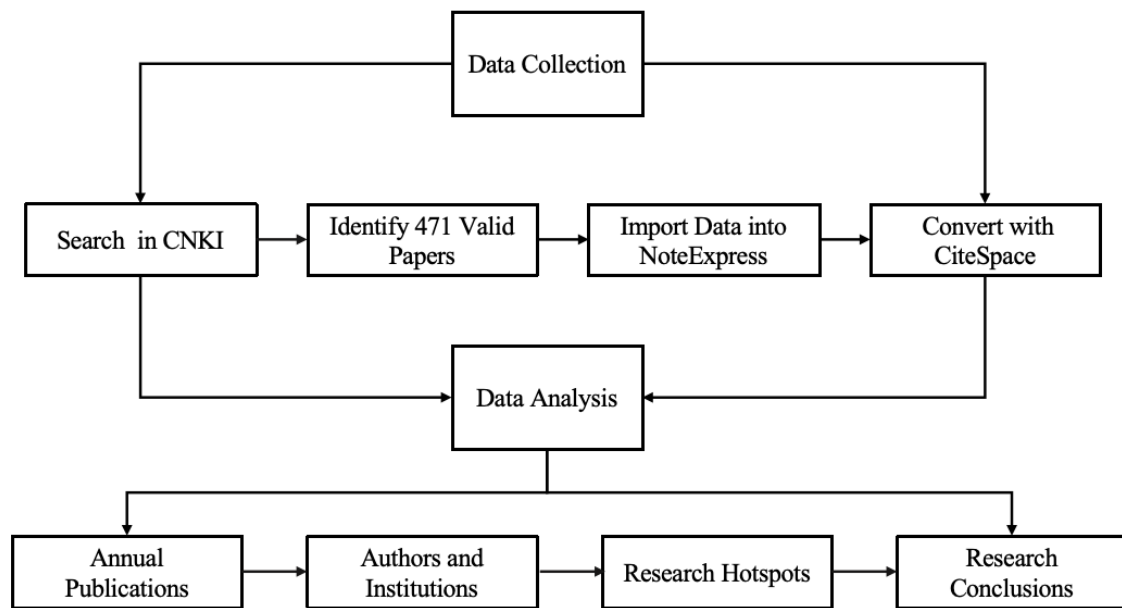 Data Collection
Search in CNKI
Identify 471 Valid
Papers
Import Data into
NoteExpress
Convert with
CiteSpace
Data Analysis
Annual
Publications
Authors and
Institutions
Research Hotspots
Research
Conclusions